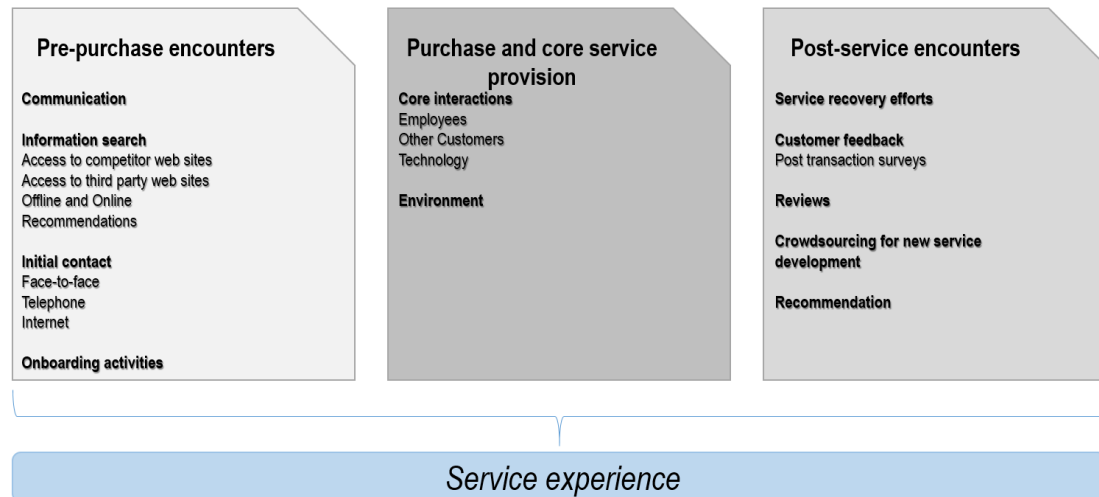 Pre-purchase encounters
Communication
Information search
Access to competitor web sites
Access to third party web sites
Offline and Online
Recommendations
Initial contact
Face-to-face
Telephone
Internet
Onboarding activities
Purchase and core service
provision
Core interactions
Employees
Other Customers
Technology
Environment
Post-service encounters
Service recovery efforts
Customer feedback
Post transaction surveys
Reviews
Crowdsourcing for new service
development
Recommendation
Service experience